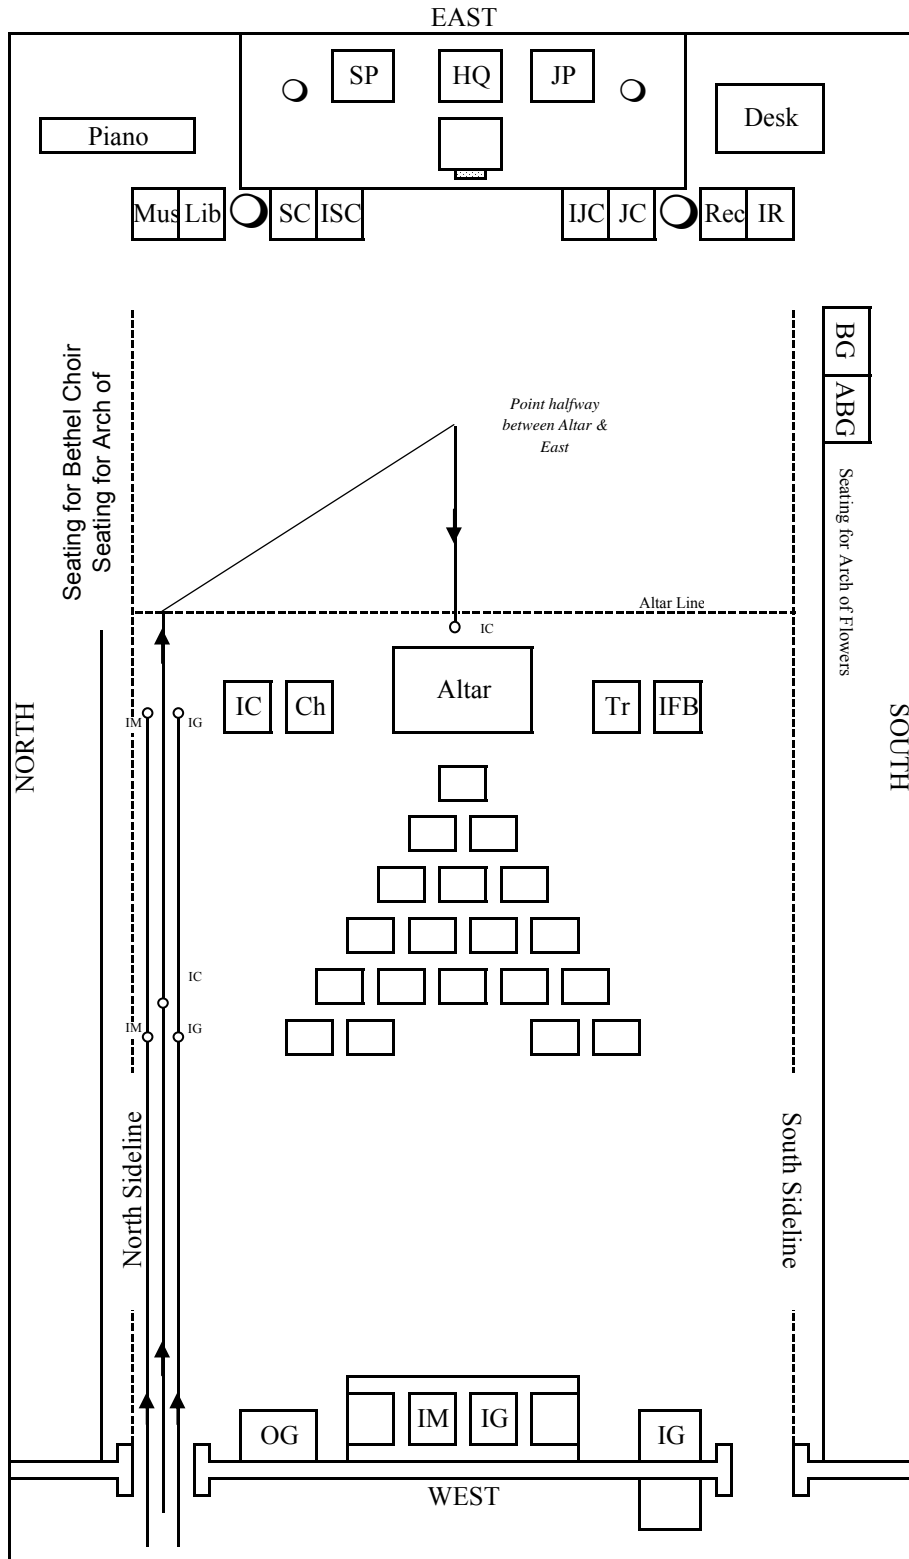 EAST
SP
HQ
JP
Piano
Desk
Mus
Lib
SC
ISC
IJC
JC
Rec
IR
BG
ABG
Seating for Bethel Choir
Seating for Arch of
Point halfway
between Altar &
East
Seating for Arch of Flowers
Altar Line
IC
NORTH
IM
IG
IC
Ch
Altar
Tr
IFB
SOUTH
IC
IM
IG
North Sideline
South Sideline
OG
IM
IG
IG
WEST